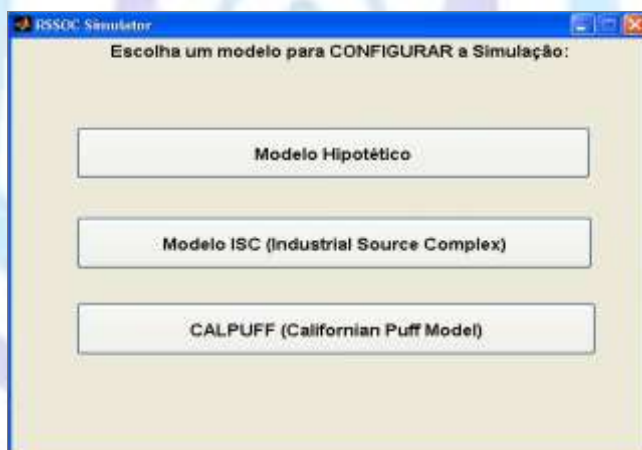 RSSOC Simulator
Escolha um modelo para CONFIGURAR a Simulação:
Modelo Hipotético
Modelo ISC (Industrial Source Complex)
CALPUFF (Californian Puff Model)